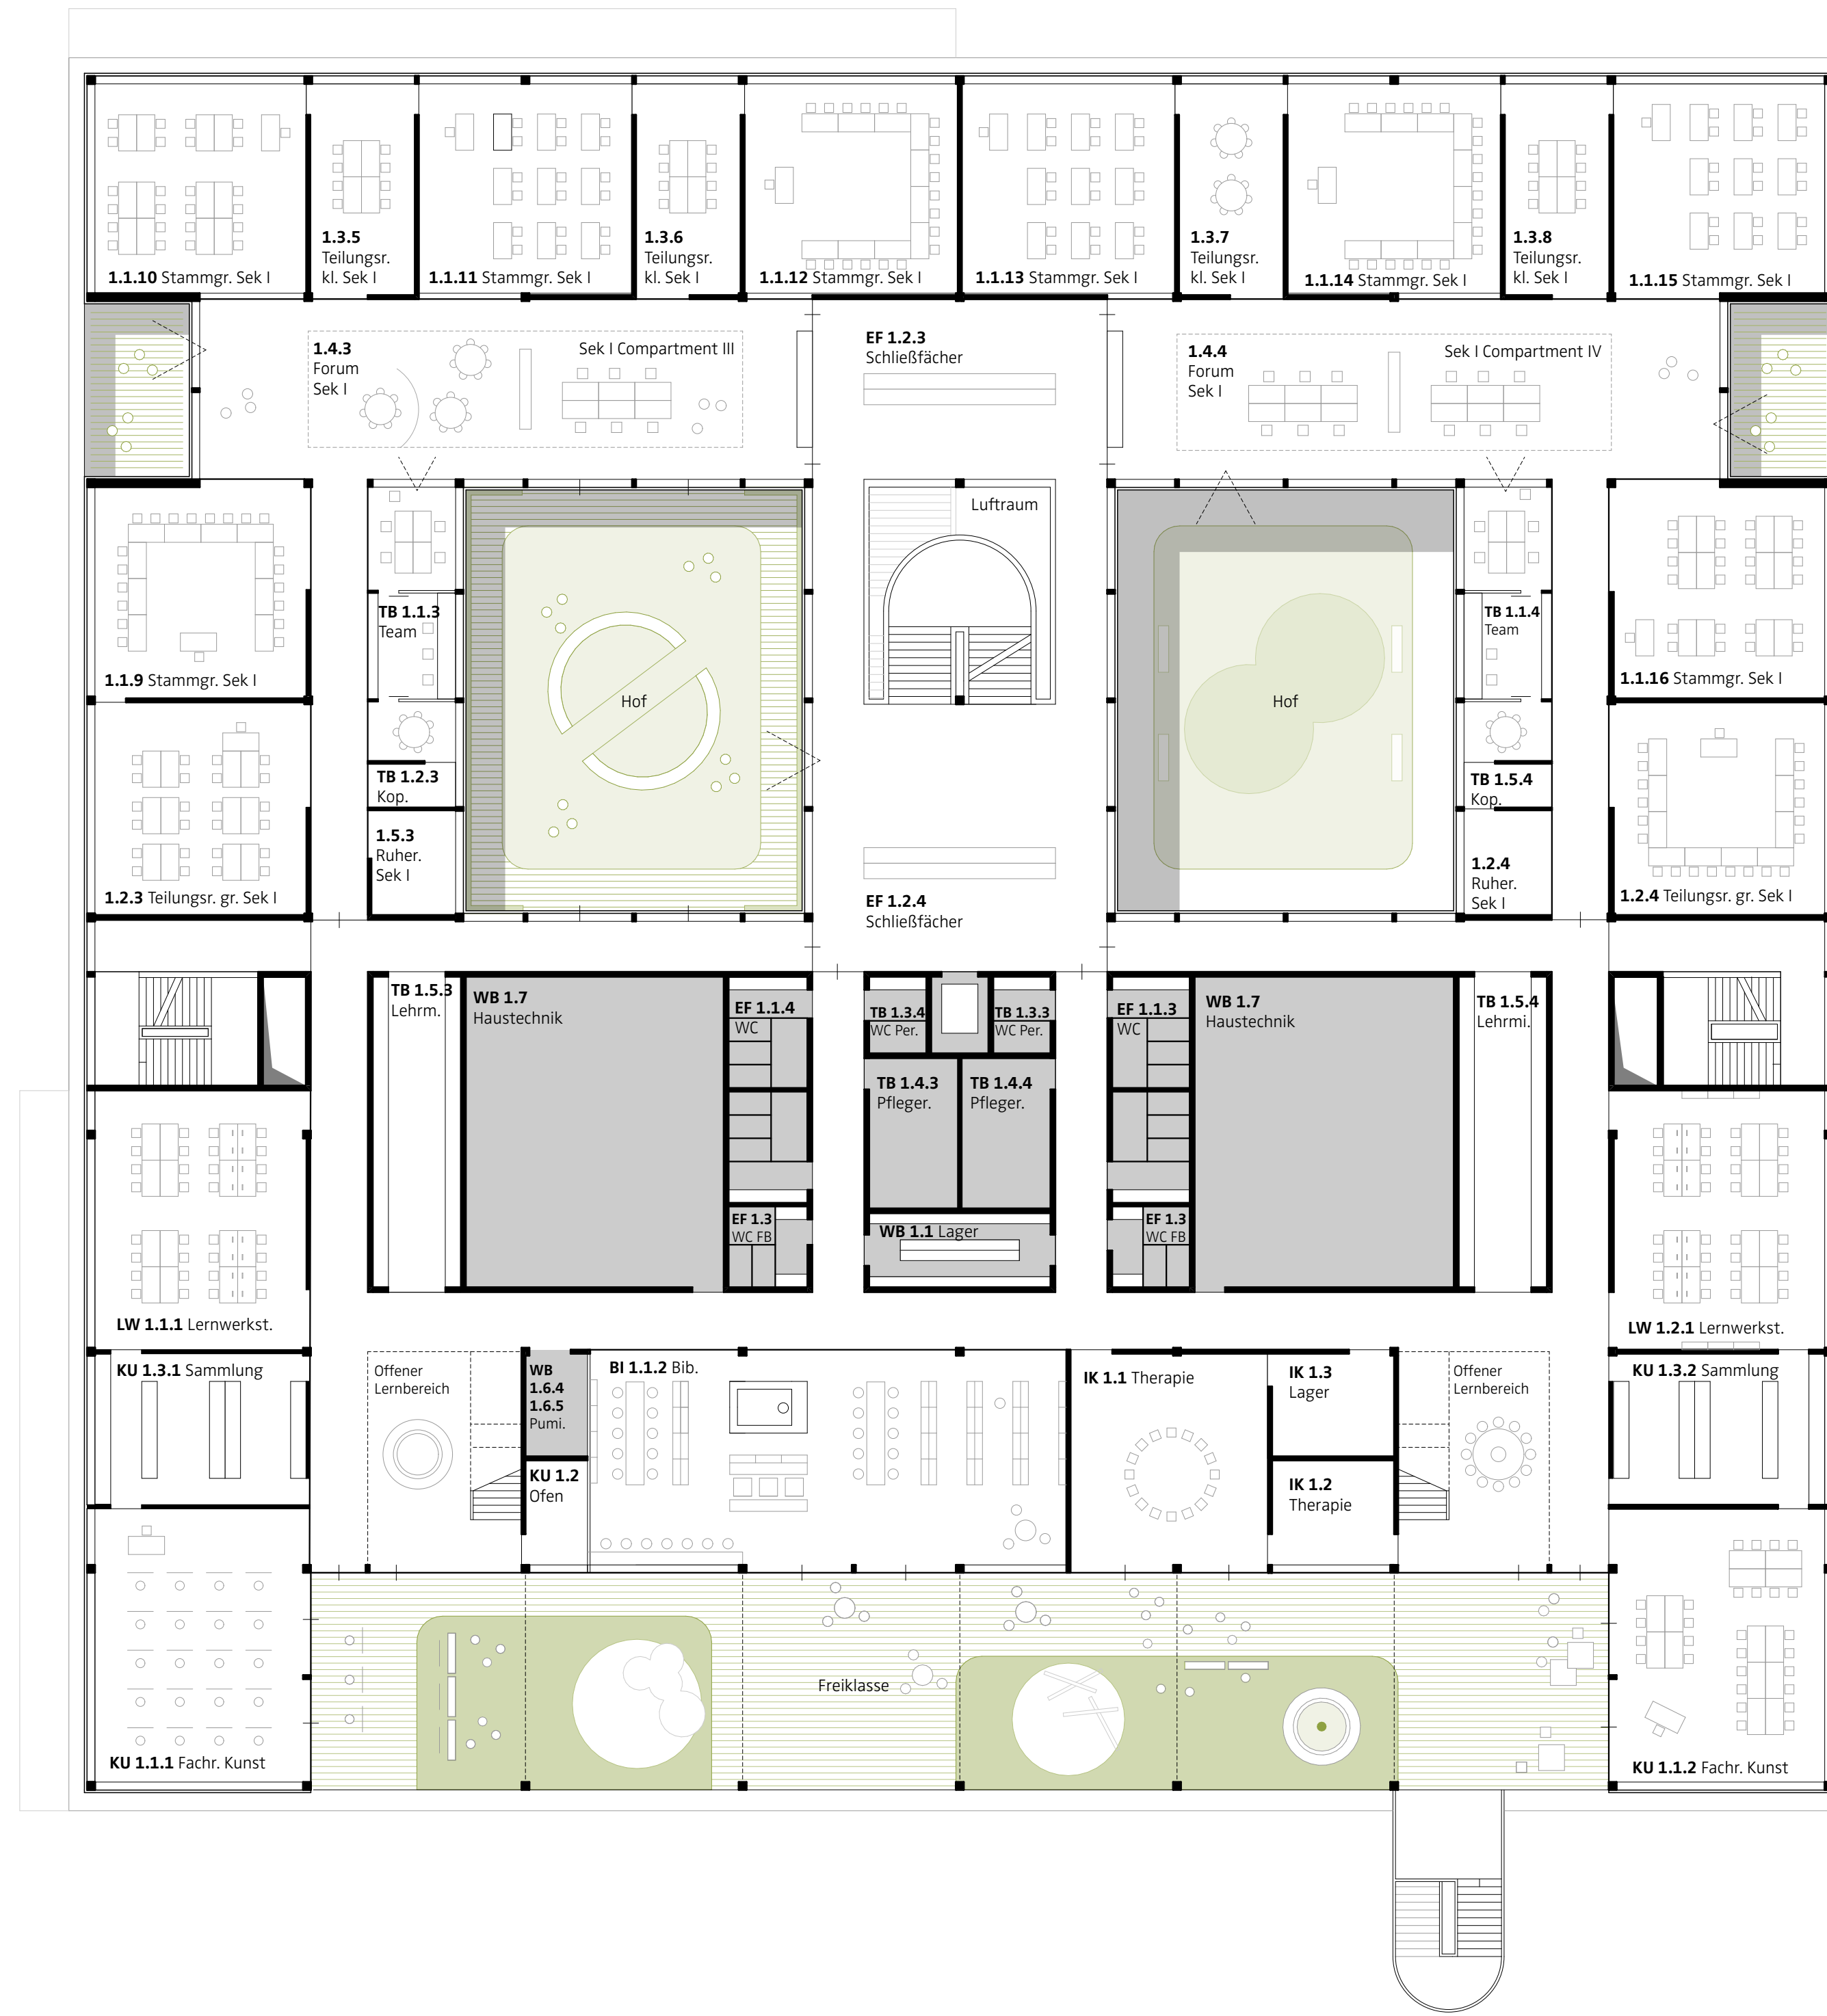 1.3.5
Teilungsr.
kl. Sek I
1.3.6
Teilungsr.
kl. Sek I
1.3.7
Teilungsr.
kl. Sek I
1.3.8
Teilungsr.
kl. Sek I
1.1.10 Stammgr. Sek I
1.1.11 Stammgr. Sek I
1.1.12 Stammgr. Sek I
1.1.13 Stammgr. Sek I
1.1.14 Stammgr. Sek I
1.1.15 Stammgr. Sek I
1.4.3
Forum
Sek I
Sek I Compartment III
EF 1.2.3
Schließfächer
1.4.4
Forum
Sek I
Sek I Compartment IV
Luftraum
TB 1.1.3
Team
TB 1.1.4
Team
1.1.9 Stammgr. Sek I
Hof
Hof
1.1.16 Stammgr. Sek I
TB 1.2.3
Kop.
TB 1.5.4
Kop.
1.5.3
Ruher.
Sek I
1.2.4
Ruher.
Sek I
1.2.3 Teilungsr. gr. Sek I
EF 1.2.4
Schließfächer
1.2.4 Teilungsr. gr. Sek I
TB 1.5.3
Lehrm.
WB 1.7
Haustechnik
EF 1.1.4
WC
TB 1.3.4
WC Per.
TB 1.3.3
WC Per.
EF 1.1.3
WC
WB 1.7
Haustechnik
TB 1.5.4
Lehrmi.
TB 1.4.3
Pfleger.
TB 1.4.4
Pfleger.
EF 1.3
WC FB
WB 1.1 Lager
EF 1.3
WC FB
LW 1.1.1 Lernwerkst.
LW 1.2.1 Lernwerkst.
KU 1.3.1 Sammlung
Offener
Lernbereich
WB
1.6.4
1.6.5
Pumi.
BI 1.1.2 Bib.
IK 1.1 Therapie
IK 1.3
Lager
Offener
Lernbereich
KU 1.3.2 Sammlung
KU 1.2
Ofen
IK 1.2
Therapie
Freiklasse
KU 1.1.1 Fachr. Kunst
KU 1.1.2 Fachr. Kunst